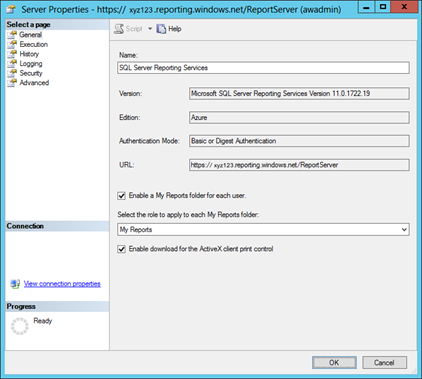 Server Properties - https:// xyz123.reporting.windows.net/ReportServer (awadmin)
Select a page
General
Execution
History
Logging
Security
Advanced
Connection
View connection properties
Progress
Ready
Script
Help
Name:
SQL Server Reporting Services
Version:
Microsoft SQL Server Reporting Services Version 11.0.1722.19
Edition:
Azure
Authentication Mode:
Basic or Digest Authentication
URL:
https:// xyz123.reporting.windows.net/ReportServer
Enable a My Reports folder for each user.
Select the role to apply to each My Reports folder:
My Reports
Enable download for the ActiveX client print control
OK
Cancel